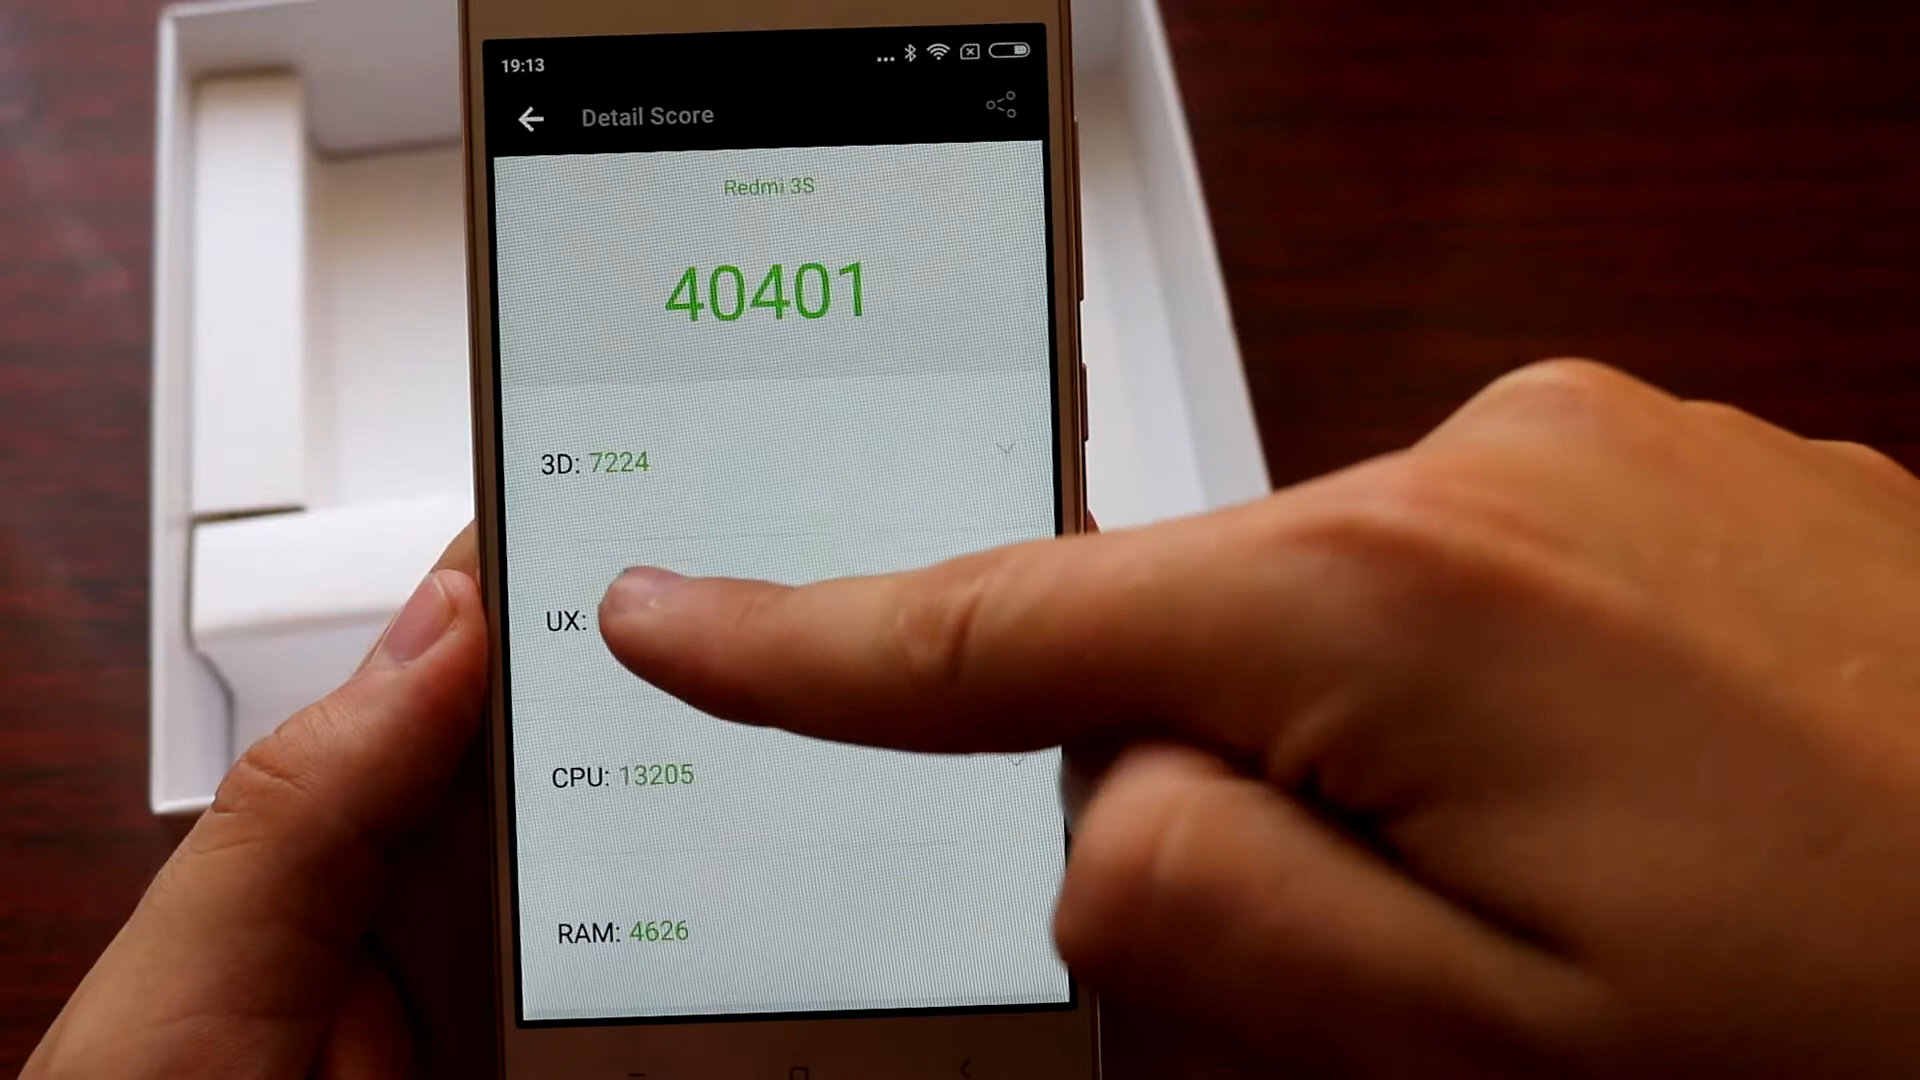 19:13
Detail Score
Redmi 3S
40401
3D: 7224
UX:
CPU: 13205
RAM: 4626